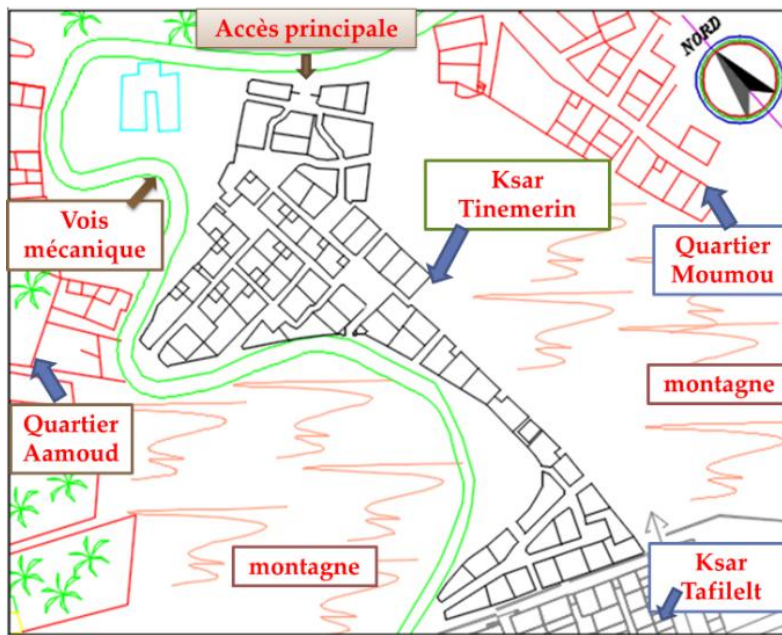 Accès principale
NORD
Ksar
Tinemerin
Vois
mécanique
Quartier
Moumou
montagne
Quartier
Aamoud
montagne
Ksar
Tafilelt